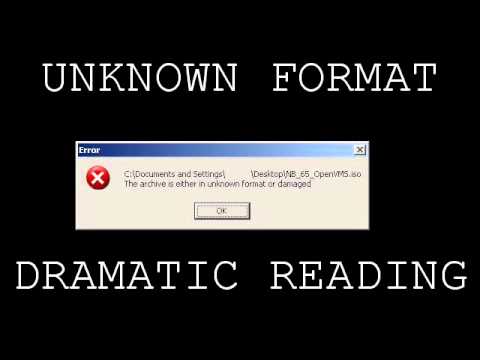 UNKNOWN FORMAT
Error
C:\Documents and Settings\ \Desktop\NB_65_OpenVMS.iso
The archive is either in unknown format or damaged
OK
DRAMATIC READING